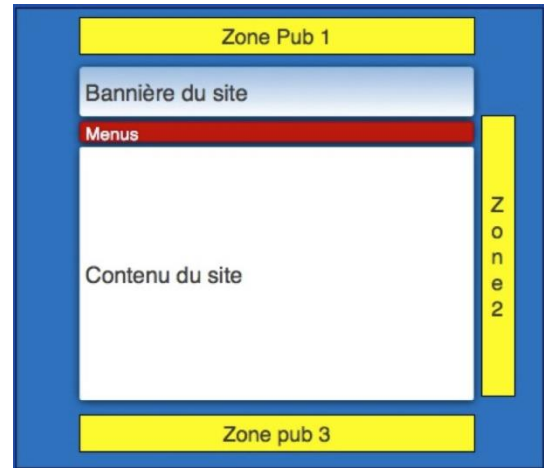 Zone Pub 1
Bannière du site
Menus
Contenu du site
Z
o
n
e
2
Zone pub 3